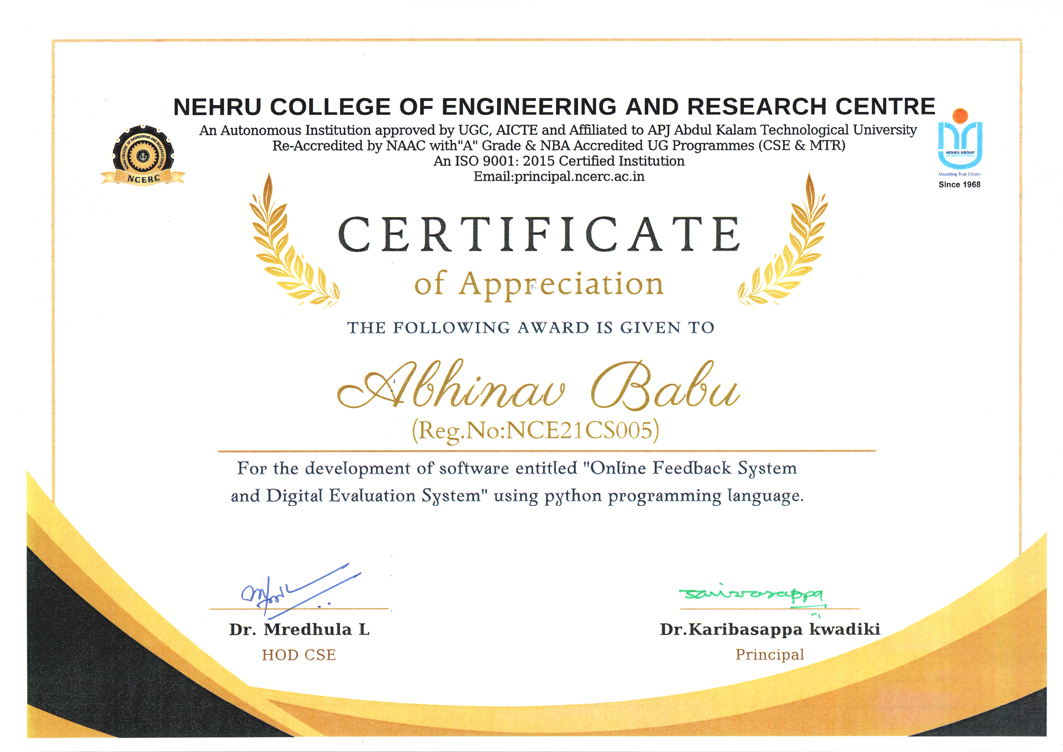 NEHRU COLLEGE OF ENGINEERING AND RESEARCH CENTRE
An Autonomous Institution approved by UGC, AICTE and Affiliated to APJ Abdul Kalam Technological University
Re-Accredited by NAAC with"A" Grade & NBA Accredited UG Programmes (CSE & MTR)
An ISO 9001: 2015 Certified Institution
Email:principal.ncerc.ac.in
NCERC
NEHRU GROUP
Since 1968
CERTIFICATE
of Appreciation
THE FOLLOWING AWARD IS GIVEN TO
Abhinav Babu
(Reg.No:NCE21CS005)
For the development of software entitled "Online Feedback System
and Digital Evaluation System" using python programming language.
Dr. Mredhula L
HOD CSE
Dr.Karibasappa kwadiki
Principal